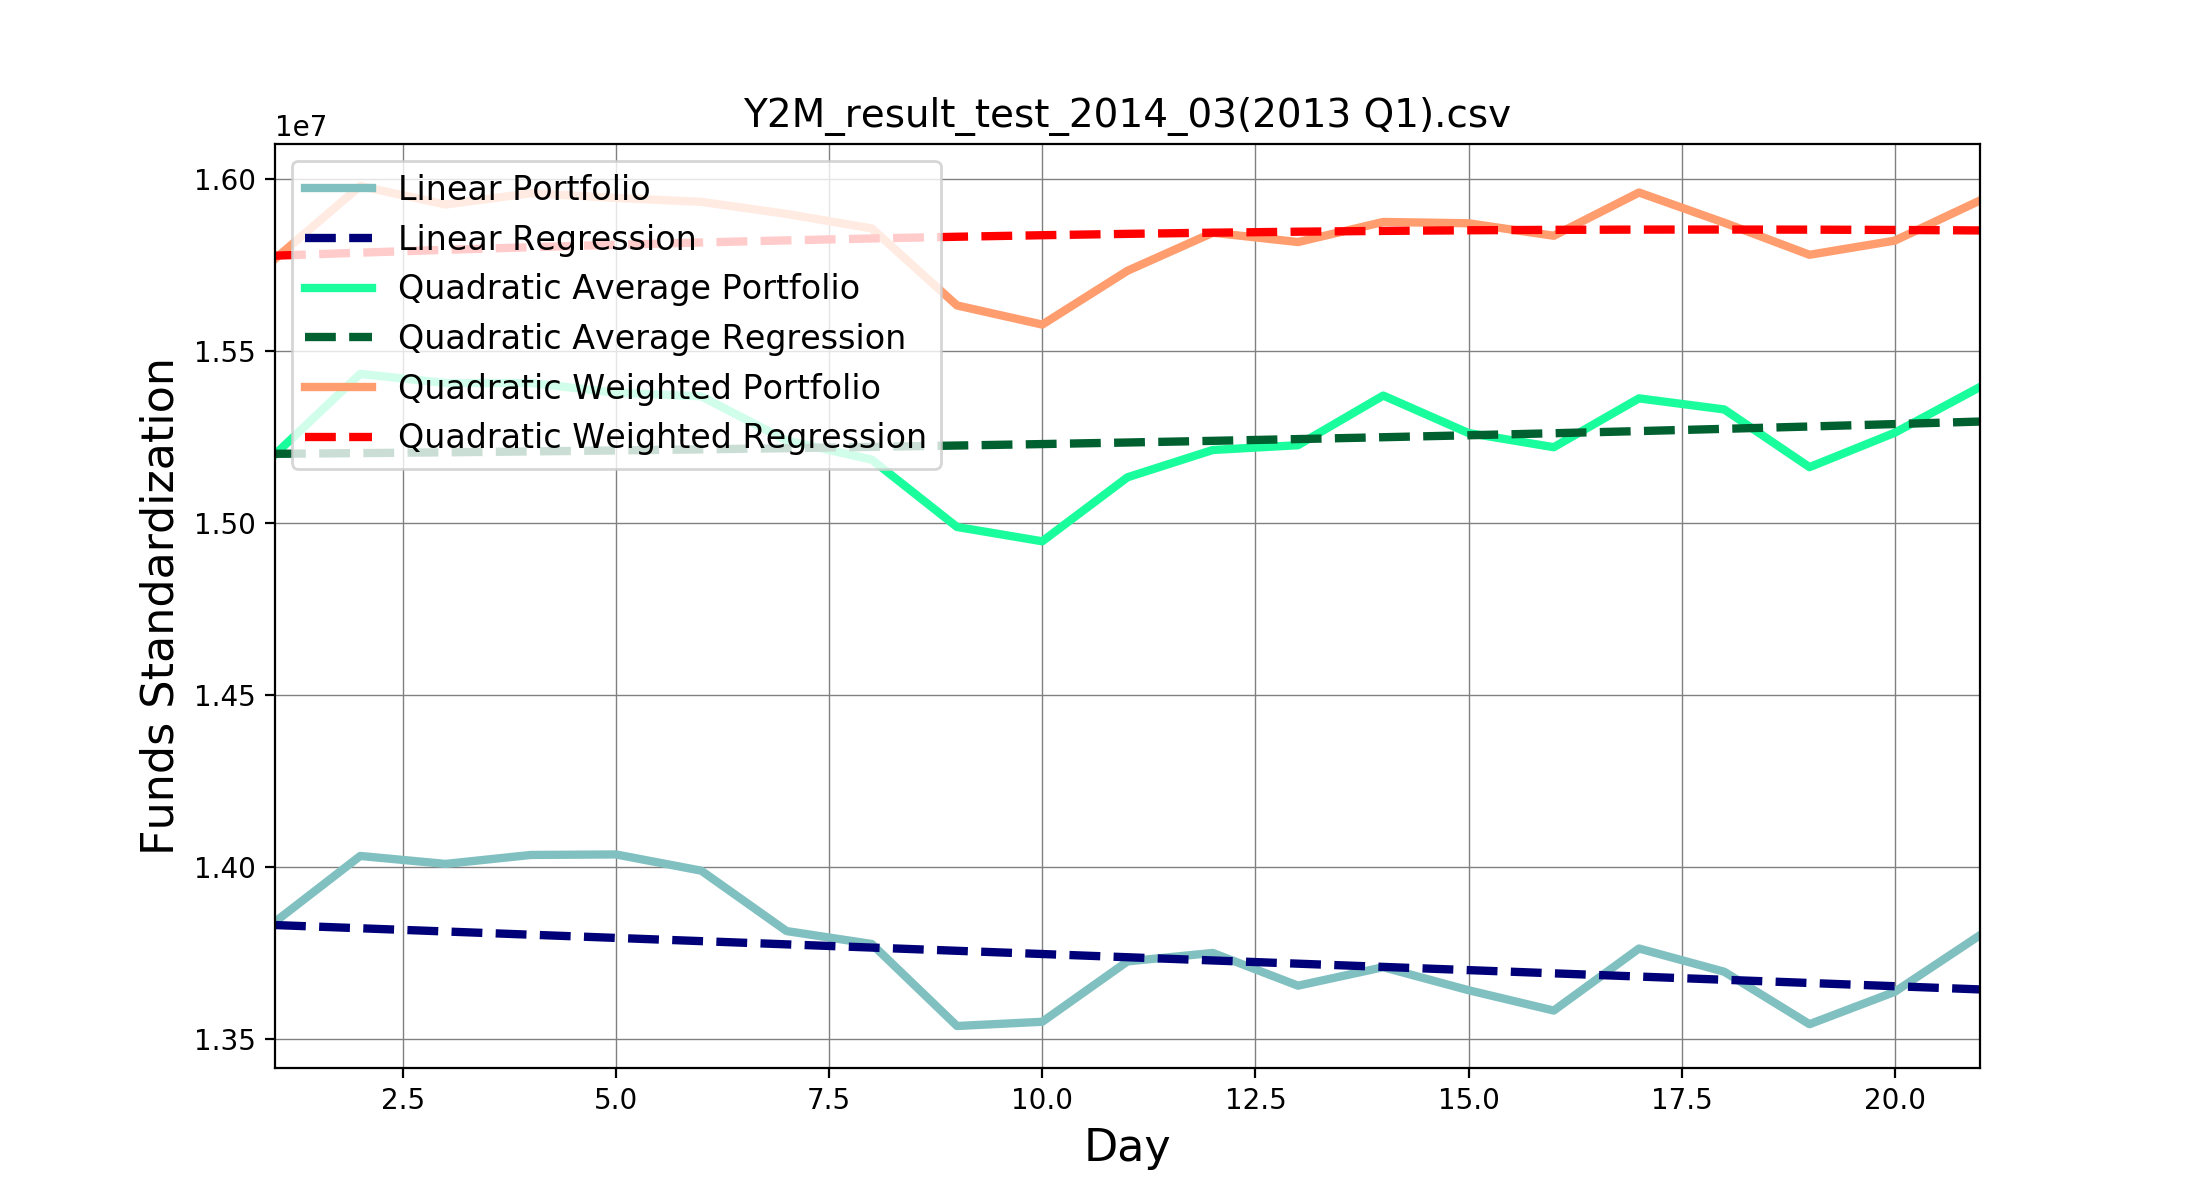 Y2M_result_test_2014_03(2013 Q1).csv
1e7
1.60
1.55
1.50
1.45
1.40
1.35
Funds Standardization
Linear Portfolio
Linear Regression
Quadratic Average Portfolio
Quadratic Average Regression
Quadratic Weighted Portfolio
Quadratic Weighted Regression
2.5 5.0 7.5 10.0 12.5 15.0 17.5 20.0
Day